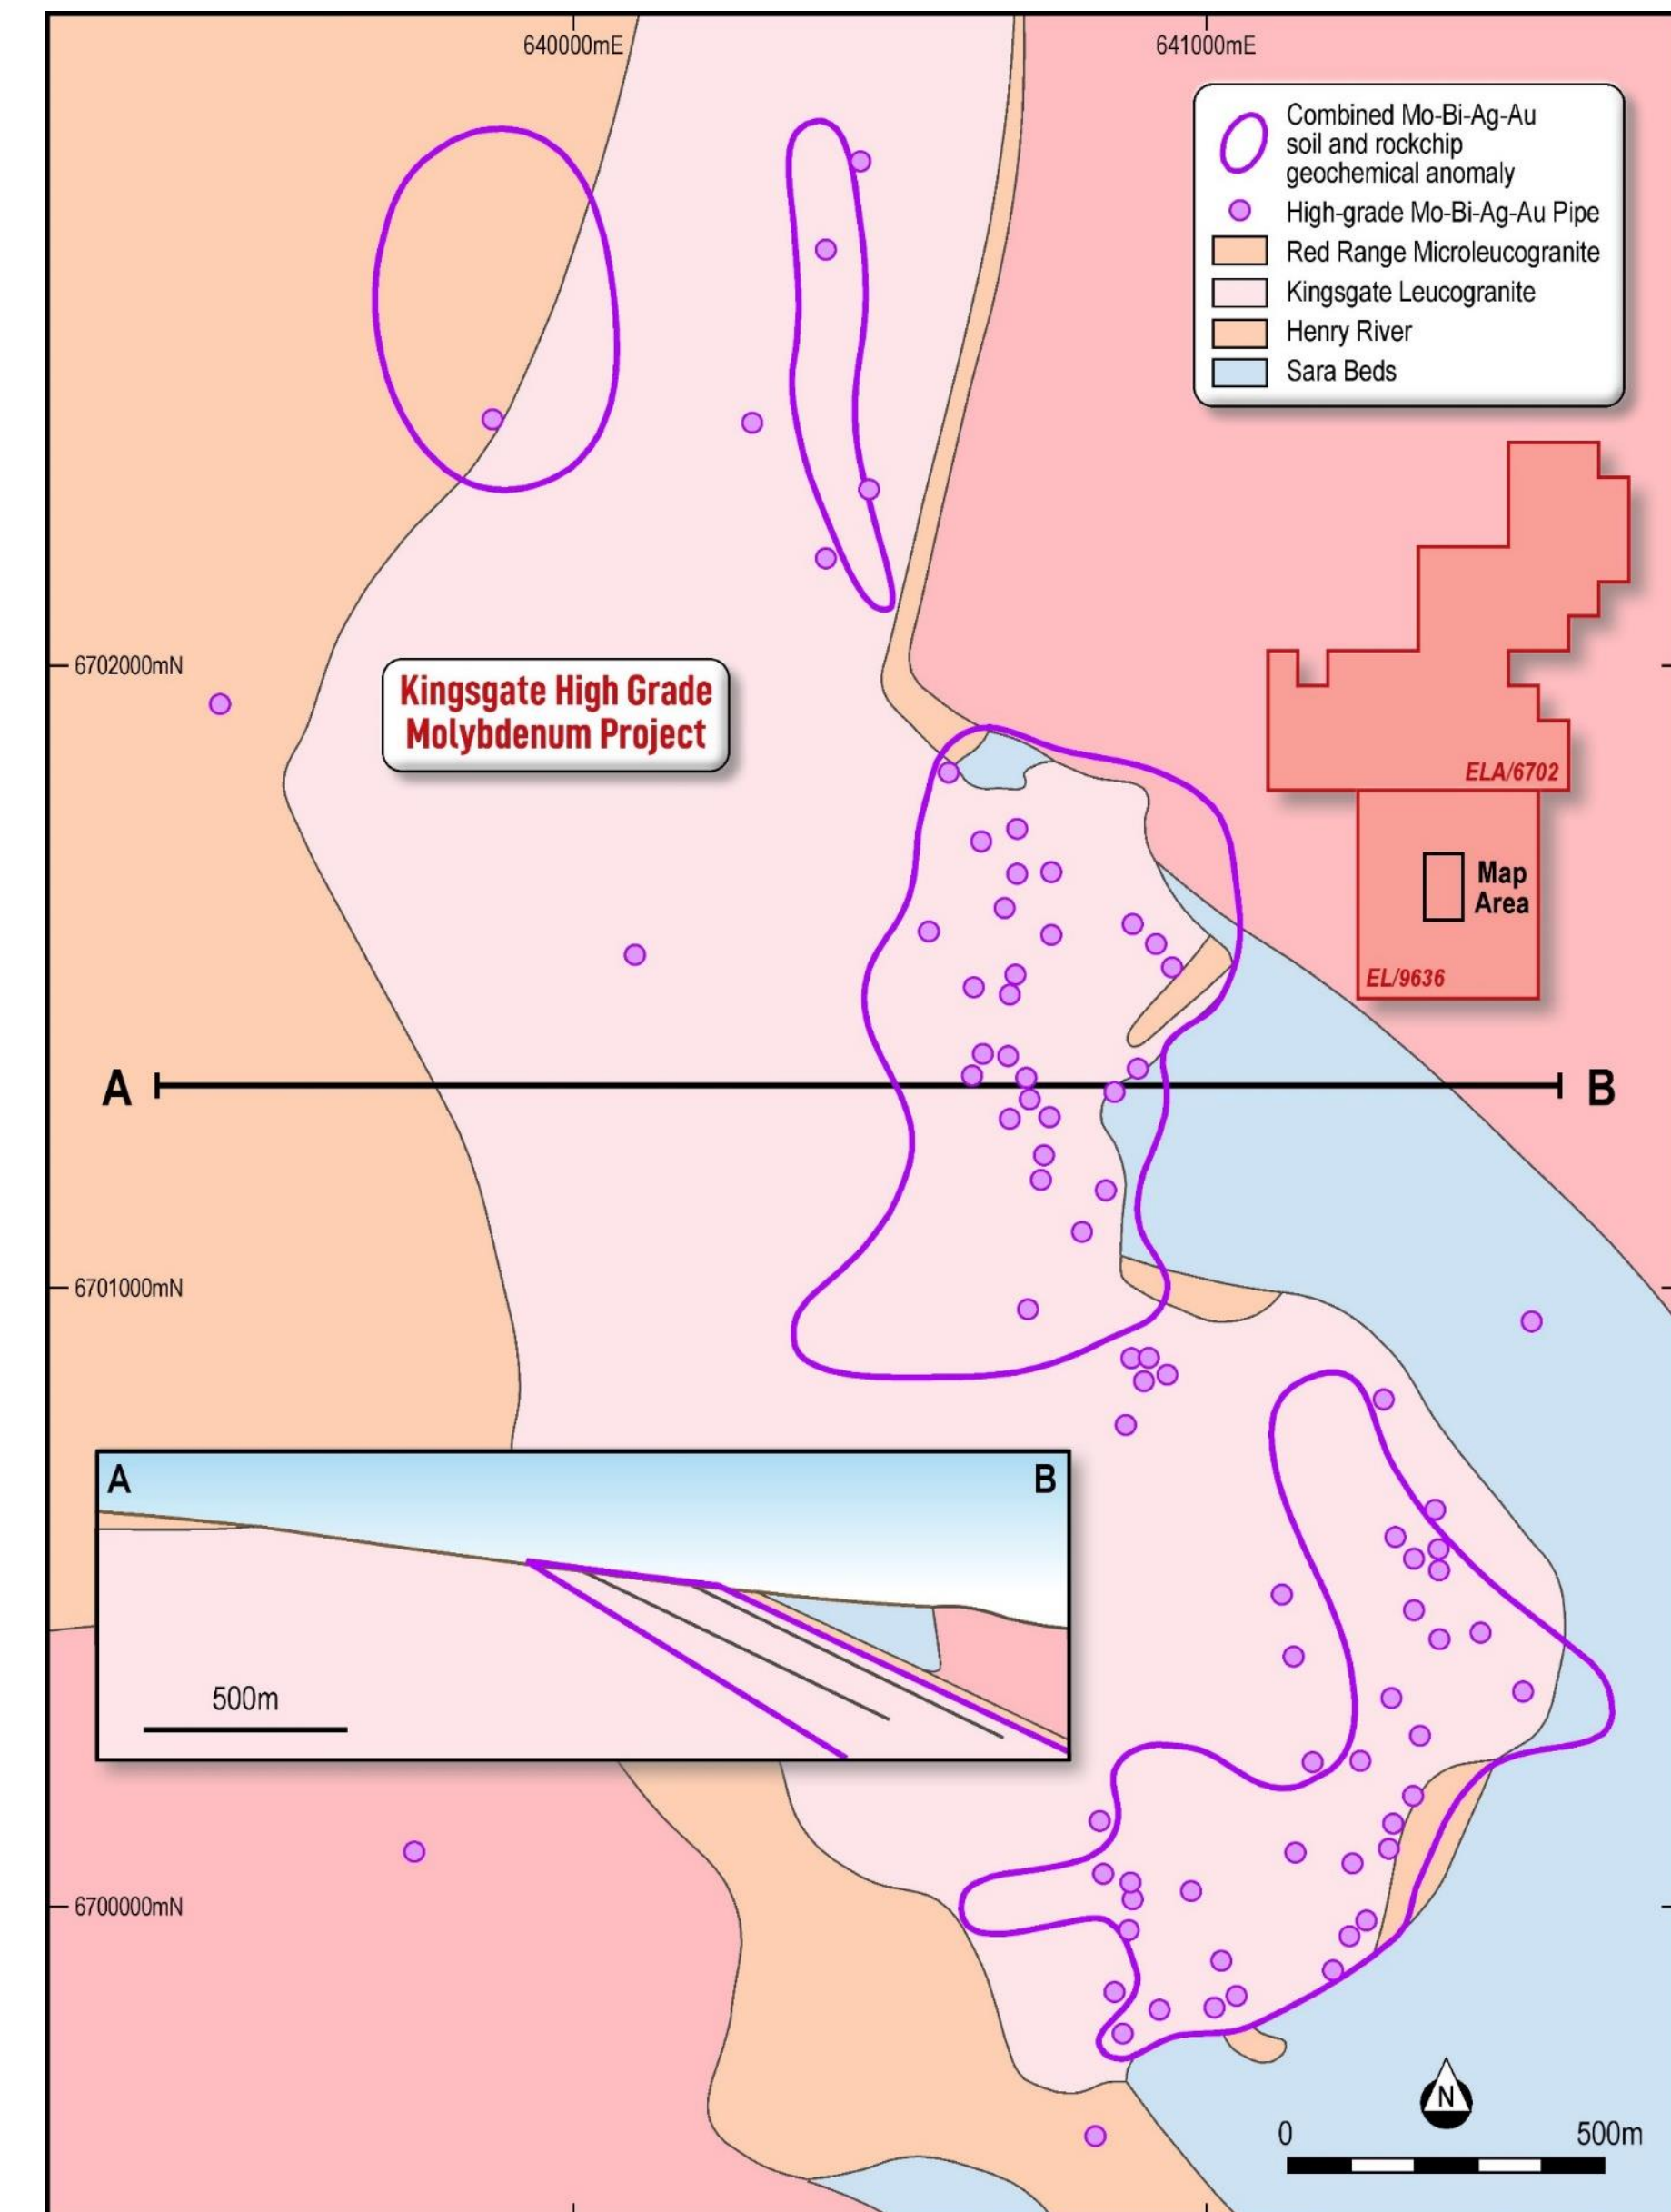 640000mE
641000mE
Combined Mo-Bi-Ag-Au
soil and rockchip
geochemical anomaly
High-grade Mo-Bi-Ag-Au Pipe
Red Range Microleucogranite
Kingsgate Leucogranite
Henry River
Sara Beds
6702000mN
Kingsgate High Grade
Molybdenum Project
ELA/6702
Map
Area
EL/9636
A
B
6701000mN
A
B
500m
6700000mN
N
0
500m